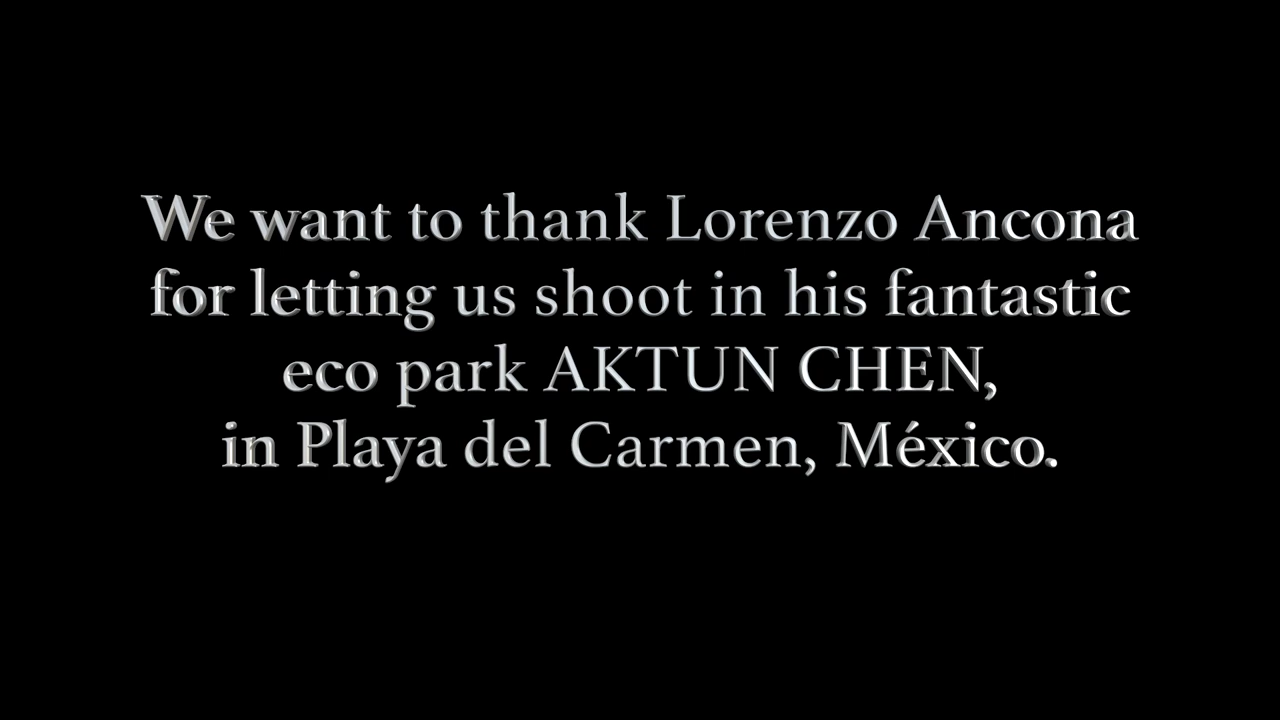 We want to thank Lorenzo Ancona
for letting us shoot in his fantastic
eco park AKTUN CHEN,
in Playa del Carmen, México.